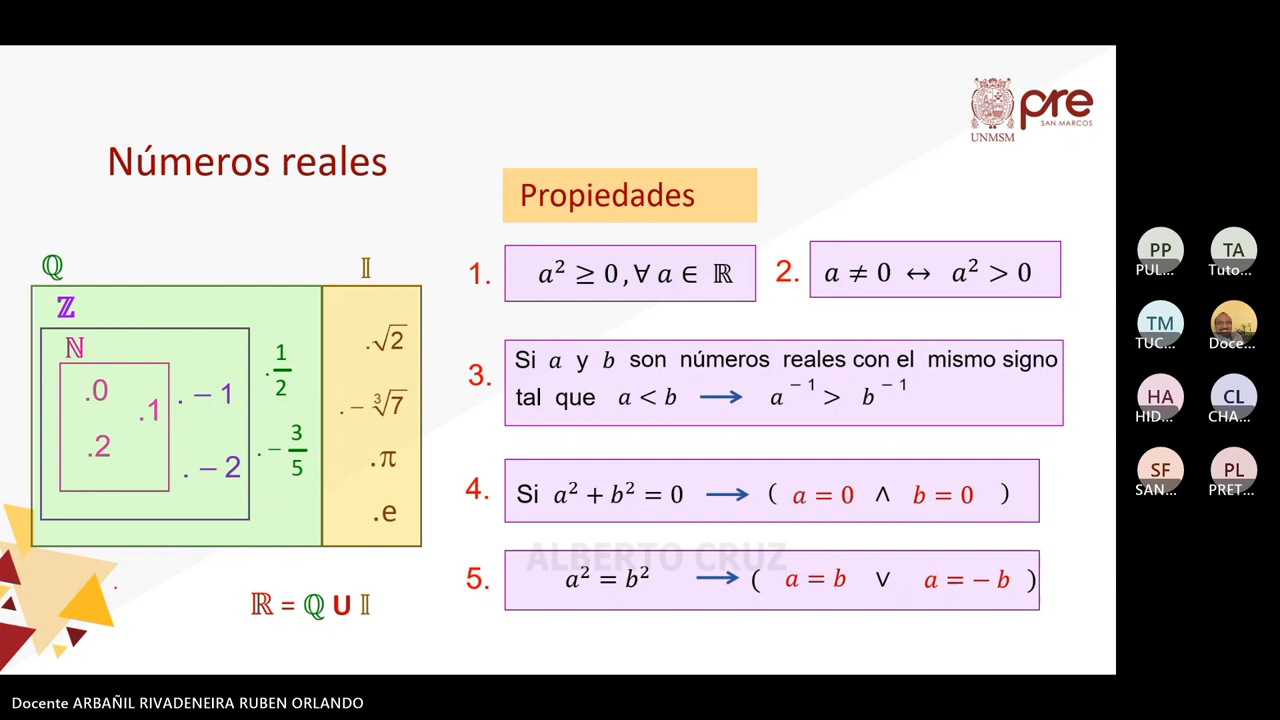 UNMSM
pre
SAN MARCOS
Números reales
Propiedades
ℚ
𝕀
ℤ
ℕ
.0
.1
.2
. – 1
. – 2
. 1/2
. – 3/5
.√2
. – ∛7
.π
.e
ℝ = ℚ U 𝕀
1. a² ≥ 0, ∀ a ∈ ℝ
2. a ≠ 0 ↔ a² > 0
3. Si a y b son números reales con el mismo signo
tal que a < b → a⁻¹ > b⁻¹
4. Si a² + b² = 0 → ( a = 0 ∧ b = 0 )
ALBERTO CRUZ
5. a² = b² → ( a = b ∨ a = – b )
PP
PUL...
TA
Tuto...
TM
TUC...
Doce...
HA
HID...
CL
CHA...
SF
SAN...
PL
PRET...
Docente ARBAÑIL RIVADENEIRA RUBEN ORLANDO